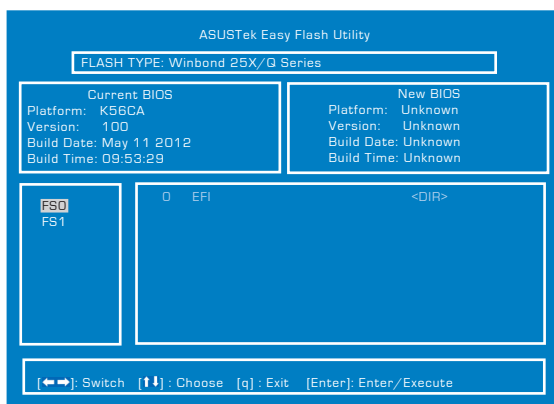 ASUSTek Easy Flash Utility
FLASH TYPE: Winbond 25X/Q Series
Current BIOS
Platform: K56CA
Version: 100
Build Date: May 11 2012
Build Time: 09:53:29
New BIOS
Platform: Unknown
Version: Unknown
Build Date: Unknown
Build Time: Unknown
FS0
FS1
0 EFI <DIR>
[←→]: Switch [↑↓] : Choose [q] : Exit [Enter]: Enter/Execute